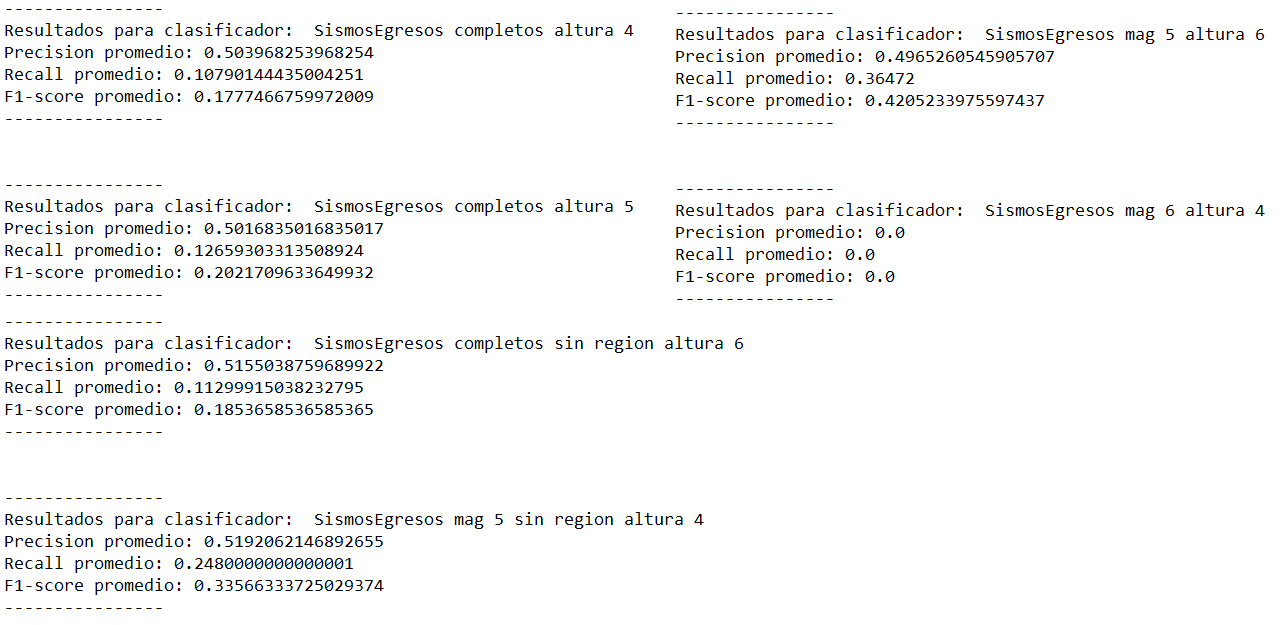 ----------------
Resultados para clasificador:  SismosEgresos completos altura 4
Precision promedio: 0.503968253968254
Recall promedio: 0.10790144435004251
F1-score promedio: 0.1777466759972009
----------------
----------------
Resultados para clasificador:  SismosEgresos completos altura 5
Precision promedio: 0.5016835016835017
Recall promedio: 0.12659303313508924
F1-score promedio: 0.2021709633649932
----------------
----------------
Resultados para clasificador:  SismosEgresos completos sin region altura 6
Precision promedio: 0.5155038759689922
Recall promedio: 0.11299915038232795
F1-score promedio: 0.1853658536585365
----------------
----------------
Resultados para clasificador:  SismosEgresos mag 5 sin region altura 4
Precision promedio: 0.5192062146892655
Recall promedio: 0.2480000000000001
F1-score promedio: 0.33566333725029374
----------------
----------------
Resultados para clasificador:  SismosEgresos mag 5 altura 6
Precision promedio: 0.4965260545905707
Recall promedio: 0.36472
F1-score promedio: 0.4205233975597437
----------------
----------------
Resultados para clasificador:  SismosEgresos mag 6 altura 4
Precision promedio: 0.0
Recall promedio: 0.0
F1-score promedio: 0.0
----------------